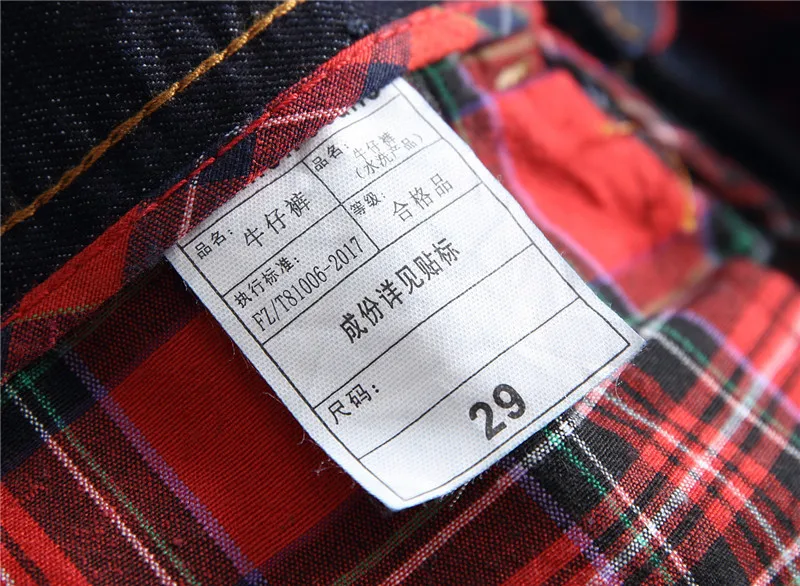 品名: 牛仔裤
品名: 牛仔裤
(水洗产品)
执行标准:
FZ/T81006-2017
等级: 合格品
成份详见贴标
尺码:
29